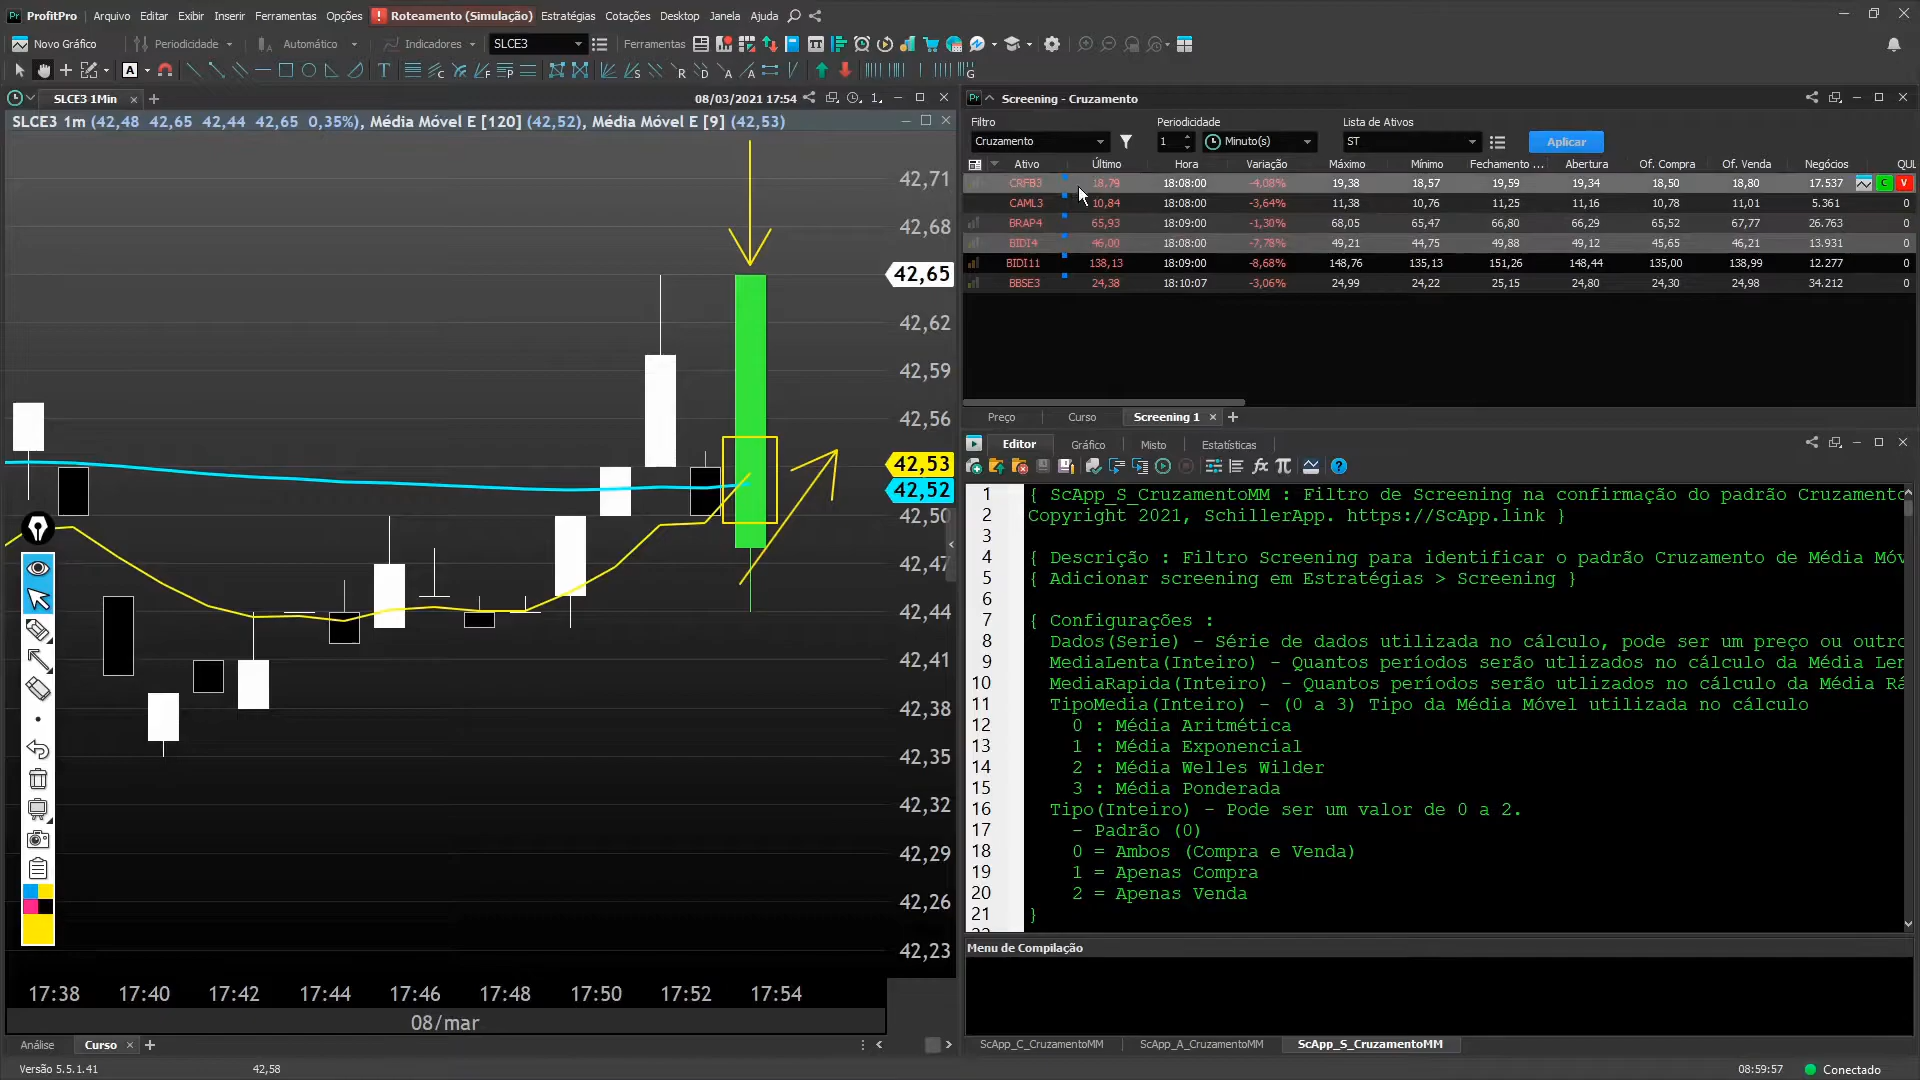 ProfitPro Arquivo Editar Exibir Inserir Ferramentas Opções Roteamento (Simulação) Estratégias Cotações Desktop Janela Ajuda
Novo Gráfico Periodicidade Automático Indicadores SLCE3 Ferramentas
SLCE3 1Min 08/03/2021 17:54
SLCE3 1m (42,48 42,65 42,44 42,65 0,35%), Média Móvel E [120] (42,52), Média Móvel E [9] (42,53)
42,71
42,68
42,65
42,62
42,59
42,56
42,53
42,52
42,50
42,47
42,44
42,41
42,38
42,35
42,32
42,29
42,26
42,23
17:38 17:40 17:42 17:44 17:46 17:48 17:50 17:52 17:54
08/mar
Análise Curso
Versão 5.5.1.41 42,58
Screening - Cruzamento
Filtro Periodicidade Lista de Ativos
Cruzamento 1 Minuto(s) ST Aplicar
Ativo Último Hora Variação Máximo Mínimo Fechamento ... Abertura Of. Compra Of. Venda Negócios QU
CRFB3 18,79 18:08:00 -4,08% 19,38 18,57 19,59 19,34 18,50 18,80 17.537 C V
CAML3 10,84 18:08:00 -3,64% 11,38 10,76 11,25 11,16 10,78 11,01 5.361 0
BRAP4 65,93 18:09:00 -1,30% 68,05 65,47 66,80 66,29 65,52 67,77 26.763 0
BIDI4 46,00 18:08:00 -7,78% 49,21 44,75 49,88 49,12 45,65 46,21 13.931 0
BIDI11 138,13 18:09:00 -8,68% 148,76 135,13 151,26 148,44 135,00 138,99 12.277 0
BBSE3 24,38 18:10:07 -3,06% 24,99 24,22 25,15 24,80 24,30 24,98 34.212 0
Preço Curso Screening 1
Editor Gráfico Misto Estatísticas
1 { ScApp_S_CruzamentoMM : Filtro de Screening na confirmação do padrão Cruzamento
2 Copyright 2021, SchillerApp. https://ScApp.link }
3
4 { Descrição : Filtro Screening para identificar o padrão Cruzamento de Média Móv
5 { Adicionar screening em Estratégias > Screening }
6
7 { Configurações :
8 Dados(Serie) - Série de dados utilizada no cálculo, pode ser um preço ou outro
9 MediaLenta(Inteiro) - Quantos períodos serão utlizados no cálculo da Média Len
10 MediaRapida(Inteiro) - Quantos períodos serão utlizados no cálculo da Média Rá
11 TipoMedia(Inteiro) - (0 a 3) Tipo da Média Móvel utilizada no cálculo
12 0 : Média Aritmética
13 1 : Média Exponencial
14 2 : Média Welles Wilder
15 3 : Média Ponderada
16 Tipo(Inteiro) - Pode ser um valor de 0 a 2.
17 - Padrão (0)
18 0 = Ambos (Compra e Venda)
19 1 = Apenas Compra
20 2 = Apenas Venda
21 }
Menu de Compilação
ScApp_C_CruzamentoMM ScApp_A_CruzamentoMM ScApp_S_CruzamentoMM
08:59:57 Conectado